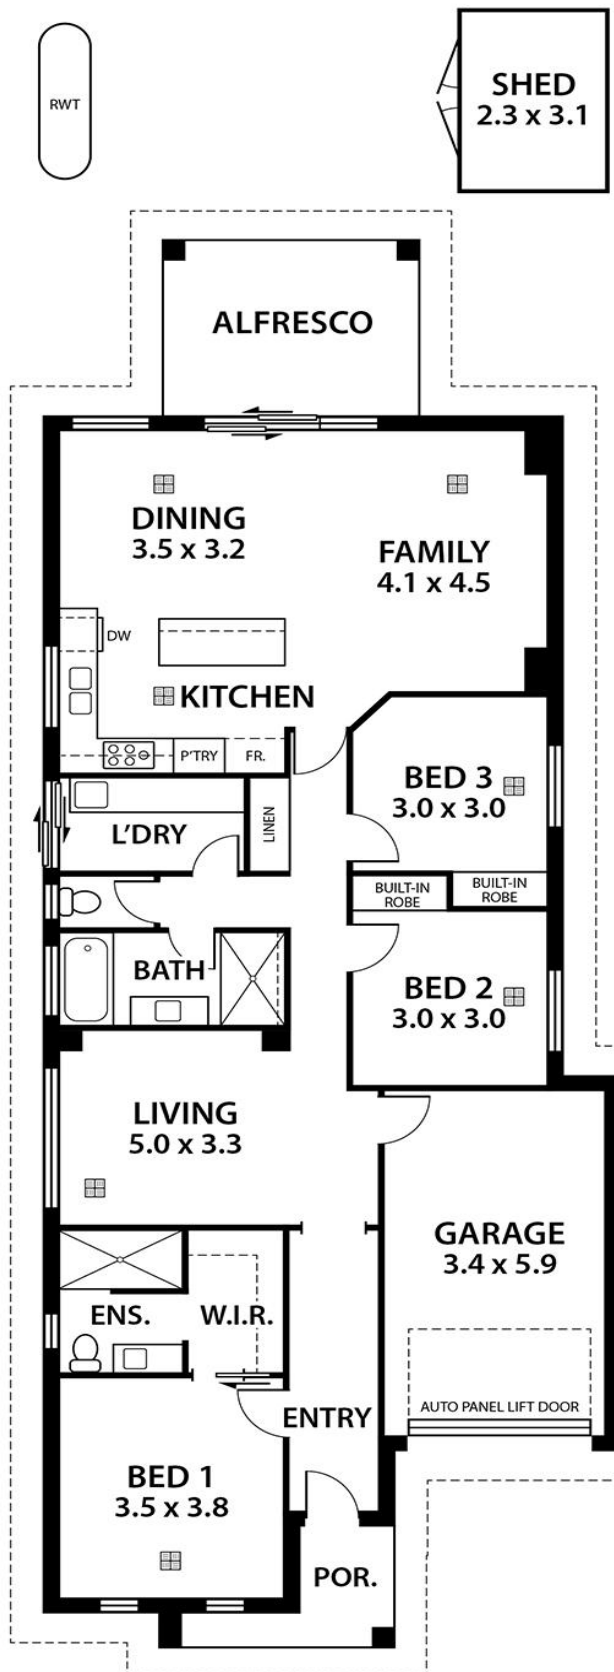 RWT
SHED
2.3 x 3.1
ALFRESCO
DINING
3.5 x 3.2
FAMILY
4.1 x 4.5
DW
KITCHEN
P'TRY
FR.
BED 3
3.0 x 3.0
L'DRY
LINEN
BUILT-IN
ROBE
BUILT-IN
ROBE
BATH
BED 2
3.0 x 3.0
LIVING
5.0 x 3.3
GARAGE
3.4 x 5.9
ENS.
W.I.R.
AUTO PANEL LIFT DOOR
ENTRY
BED 1
3.5 x 3.8
POR.